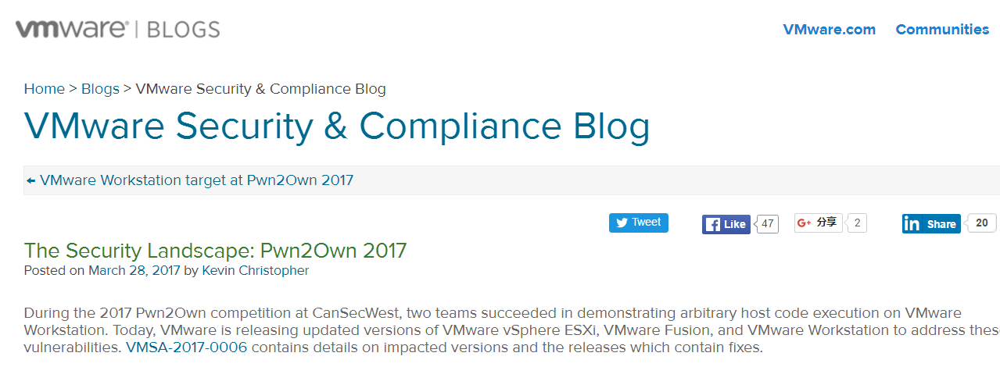 vmware® | BLOGS
VMware.com Communities
Home > Blogs > VMware Security & Compliance Blog
VMware Security & Compliance Blog
← VMware Workstation target at Pwn2Own 2017
Tweet Like 47 G+ 分享 2 in Share 20
The Security Landscape: Pwn2Own 2017
Posted on March 28, 2017 by Kevin Christopher
During the 2017 Pwn2Own competition at CanSecWest, two teams succeeded in demonstrating arbitrary host code execution on VMware
Workstation. Today, VMware is releasing updated versions of VMware vSphere ESXi, VMware Fusion, and VMware Workstation to address
vulnerabilities. VMSA-2017-0006 contains details on impacted versions and the releases which contain fixes.